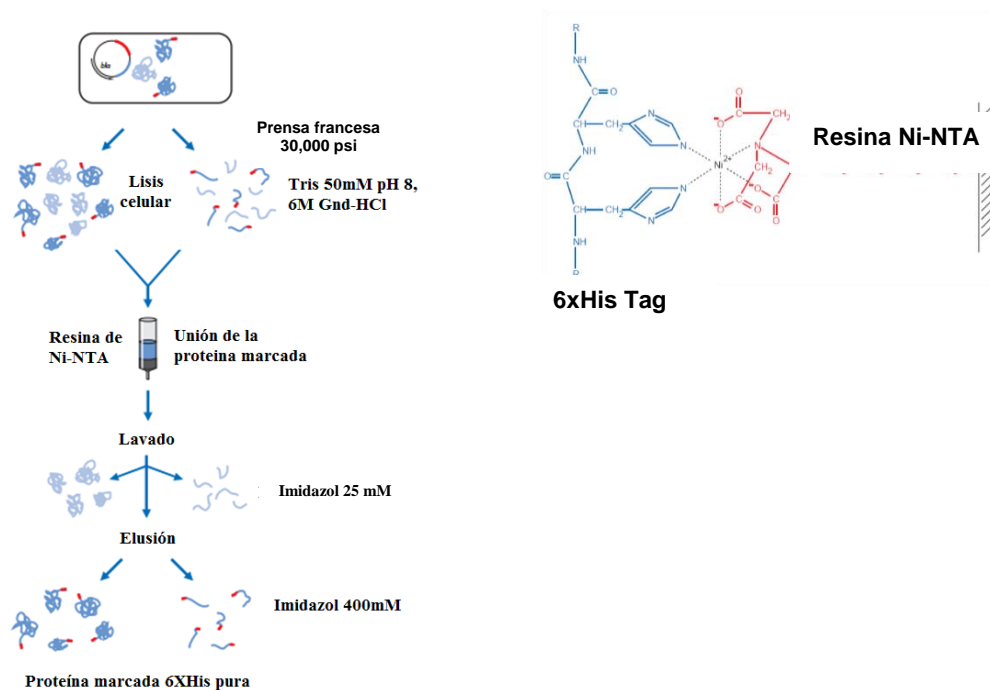 bla
Prensa francesa
30,000 psi
Lisis
celular
Tris 50mM pH 8,
6M Gnd-HCl
Resina de
Ni-NTA
Unión de la
proteina marcada
Lavado
Imidazol 25 mM
Elusión
Imidazol 400mM
Proteína marcada 6XHis pura
R
NH
C=O
CH
CH2
N
NH
N
O=C
CH
CH2
N
N
NH
R
Ni2+
O
C
CH2
O-
N
CH2
O-
C
O
O-
C
O
Resina Ni-NTA
6xHis Tag